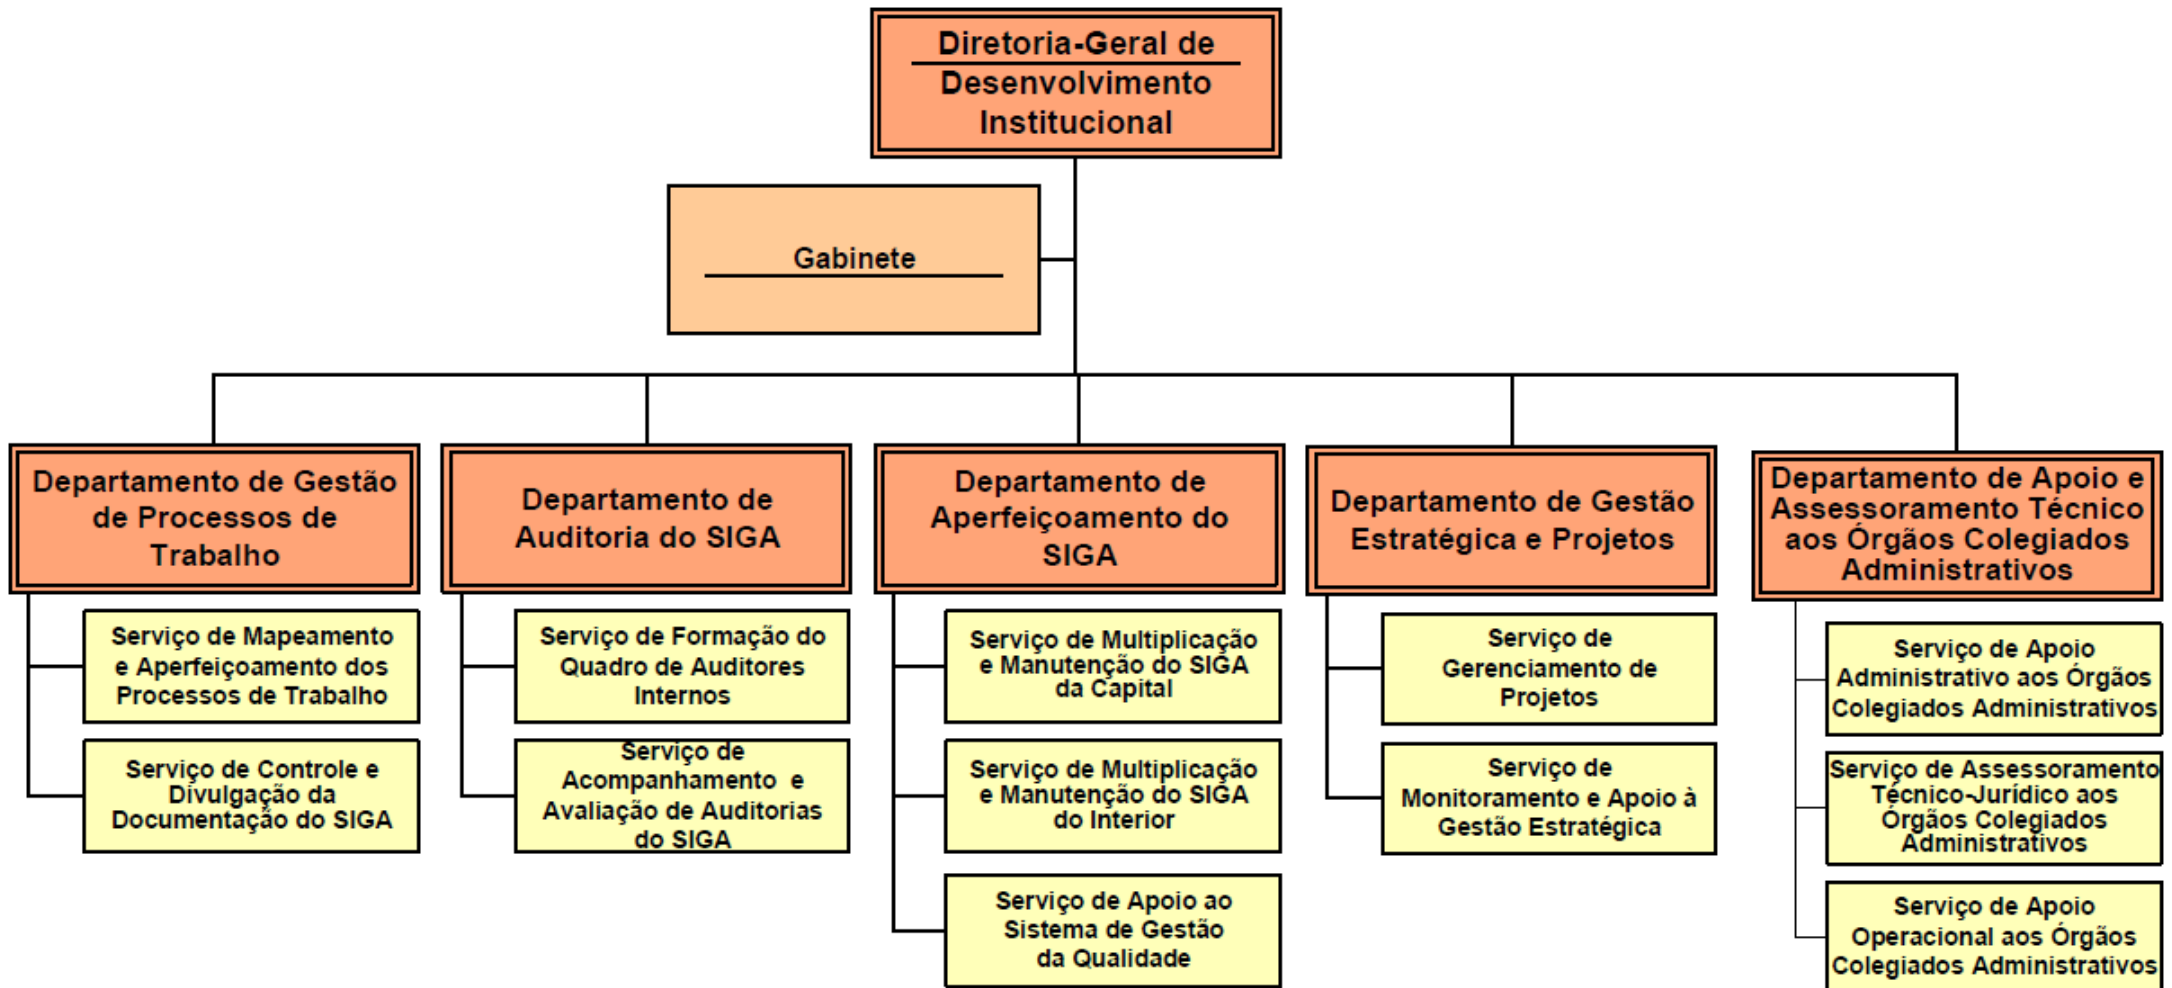 Diretoria-Geral de
Desenvolvimento
Institucional
Gabinete
Departamento de Gestão
de Processos de
Trabalho
Serviço de Mapeamento
e Aperfeiçoamento dos
Processos de Trabalho
Serviço de Controle e
Divulgação da
Documentação do SIGA
Departamento de
Auditoria do SIGA
Serviço de Formação do
Quadro de Auditores
Internos
Serviço de
Acompanhamento e
Avaliação de Auditorias
do SIGA
Departamento de
Aperfeiçoamento do
SIGA
Serviço de Multiplicação
e Manutenção do SIGA
da Capital
Serviço de Multiplicação
e Manutenção do SIGA
do Interior
Serviço de Apoio ao
Sistema de Gestão
da Qualidade
Departamento de Gestão
Estratégica e Projetos
Serviço de
Gerenciamento de
Projetos
Serviço de
Monitoramento e Apoio à
Gestão Estratégica
Departamento de Apoio e
Assessoramento Técnico
aos Órgãos Colegiados
Administrativos
Serviço de Apoio
Administrativo aos Órgãos
Colegiados Administrativos
Serviço de Assessoramento
Técnico-Jurídico aos
Órgãos Colegiados
Administrativos
Serviço de Apoio
Operacional aos Órgãos
Colegiados Administrativos